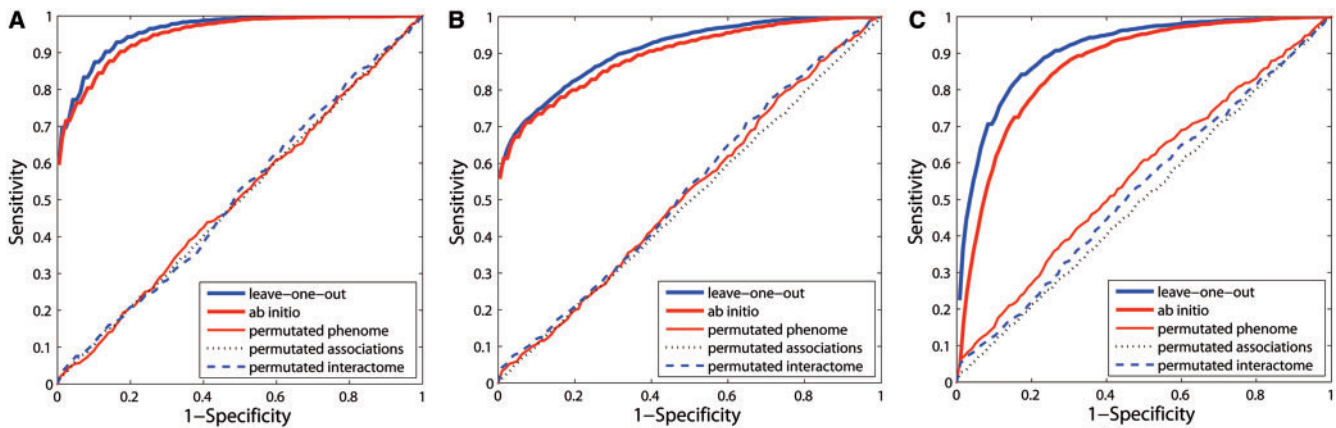 A
Sensitivity
1
0.9
0.8
0.7
0.6
0.5
0.4
0.3
0.2
0.1
0
leave-one-out
ab initio
permutated phenome
permutated associations
permutated interactome
0 0.2 0.4 0.6 0.8 1
1-Specificity
B
Sensitivity
1
0.9
0.8
0.7
0.6
0.5
0.4
0.3
0.2
0.1
0
leave-one-out
ab initio
permutated phenome
permutated associations
permutated interactome
0 0.2 0.4 0.6 0.8 1
1-Specificity
C
Sensitivity
1
0.9
0.8
0.7
0.6
0.5
0.4
0.3
0.2
0.1
0
leave-one-out
ab initio
permutated phenome
permutated associations
permutated interactome
0 0.2 0.4 0.6 0.8 1
1-Specificity